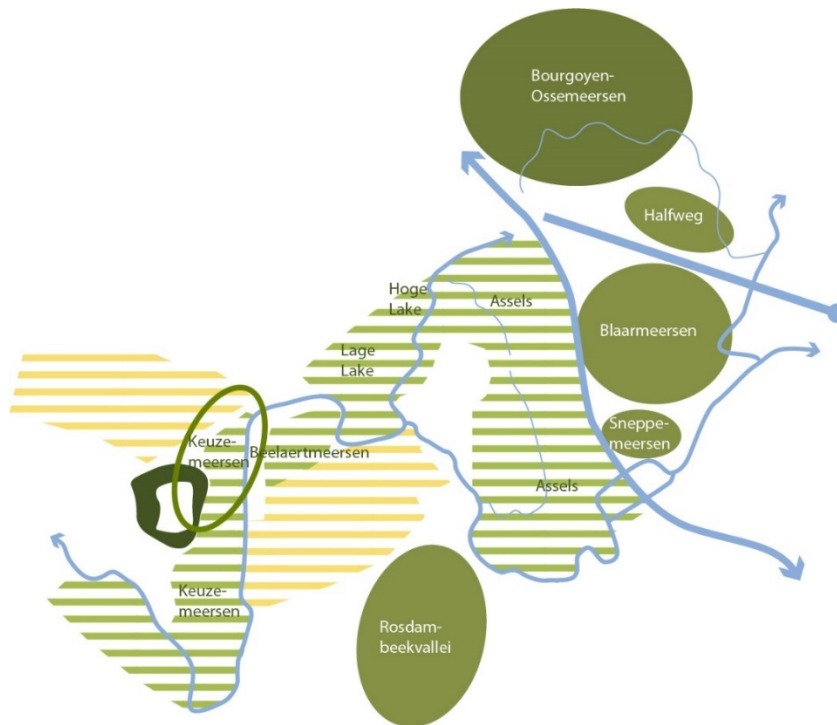 Bourgoyen-
Ossemeersen
Halfweg
Hoge
Lake
Assels
Blaarmeersen
Lage
Lake
Sneppe-
meersen
Keuze-
meersen
Beelaertmeersen
Assels
Keuze-
meersen
Rosdam-
beekvallei